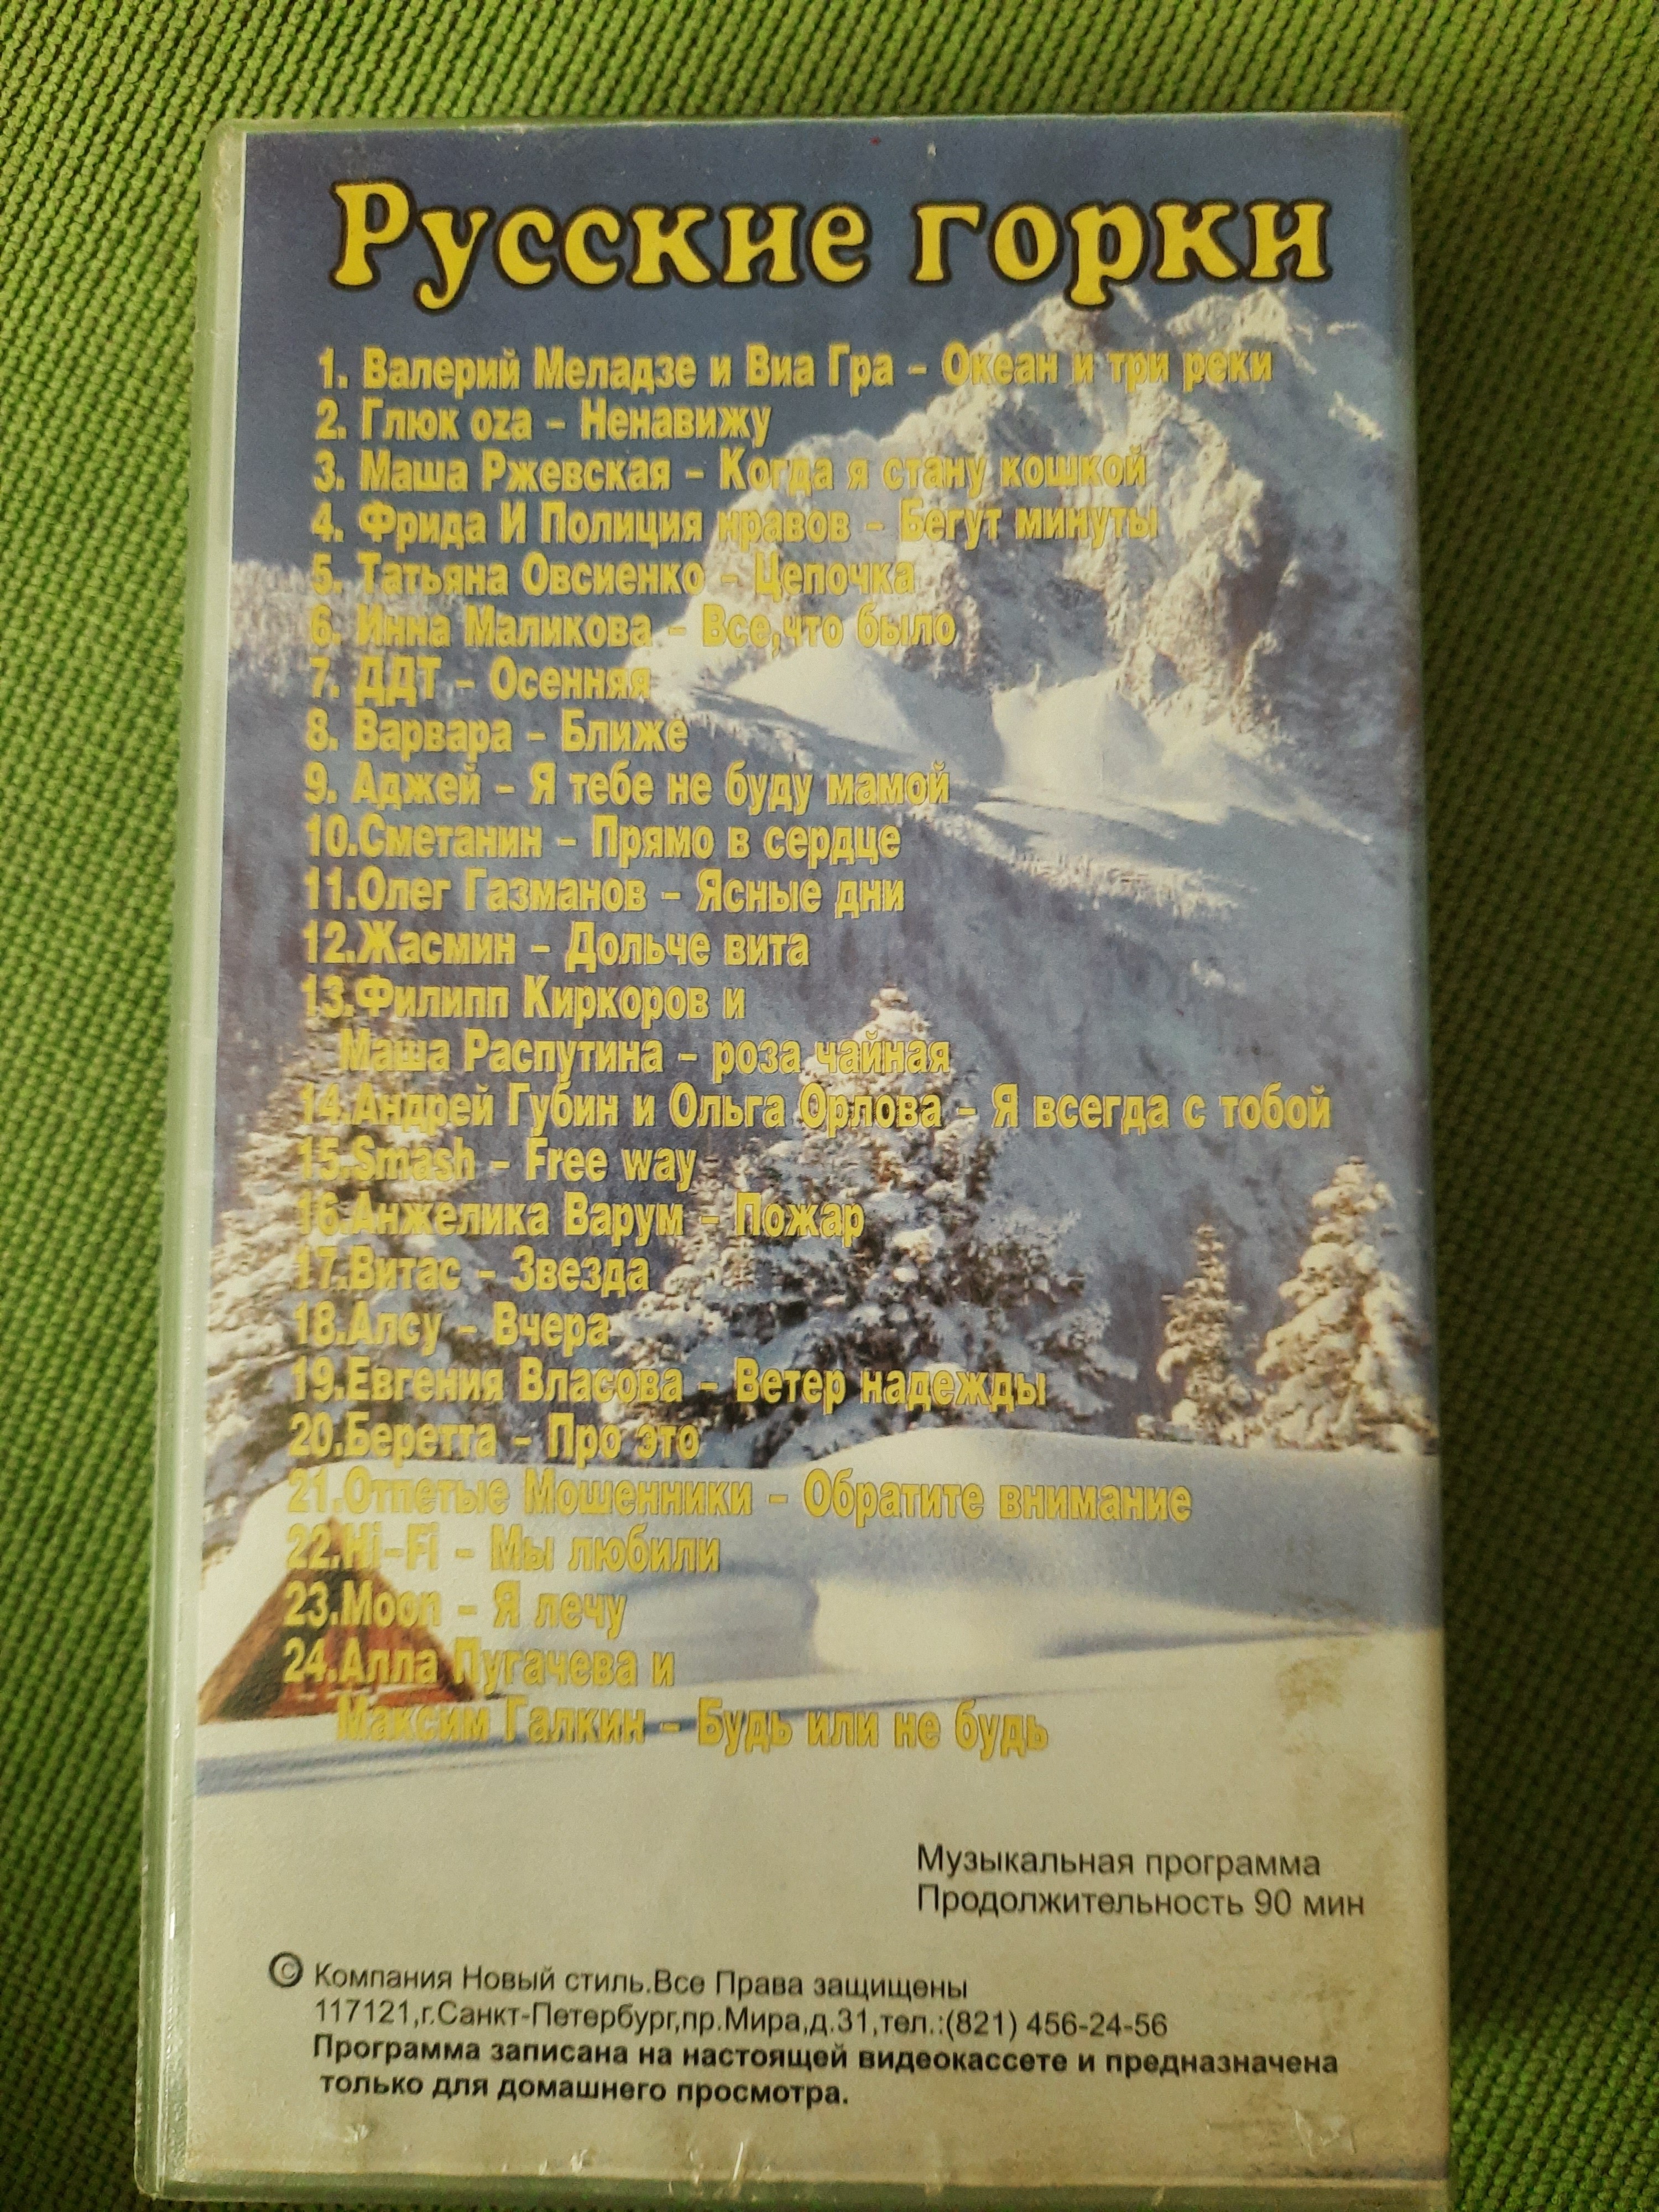 Русские горки
1. Валерий Меладзе и Виа Гра – Океан и три реки
2. Глюк oza – Ненавижу
3. Маша Ржевская – Когда я стану кошкой
4. Фрида И Полиция нравов – Бегут минуты
5. Татьяна Овсиенко – Цепочка
6. Инна Маликова – Все,что было
7. ДДТ – Осенняя
8. Варвара – Ближе
9. Аджей – Я тебе не буду мамой
10.Сметанин – Прямо в сердце
11.Олег Газманов – Ясные дни
12.Жасмин – Дольче вита
13.Филипп Киркоров и
Маша Распутина – роза чайная
14.Андрей Губин и Ольга Орлова – Я всегда с тобой
15.Smash – Free way
16.Анжелика Варум – Пожар
17.Витас – Звезда
18.Алсу – Вчера
19.Евгения Власова – Ветер надежды
20.Беретта – Про это
21.Отпетые Мошенники – Обратите внимание
22.Hi-Fi – Мы любили
23.Moon – Я лечу
24.Алла Пугачева и
Максим Галкин – Будь или не будь
Музыкальная программа
Продолжительность 90 мин
© Компания Новый стиль.Все Права защищены
117121,г.Санкт-Петербург,пр.Мира,д.31,тел.:(821) 456-24-56
Программа записана на настоящей видеокассете и предназначена
только для домашнего просмотра.